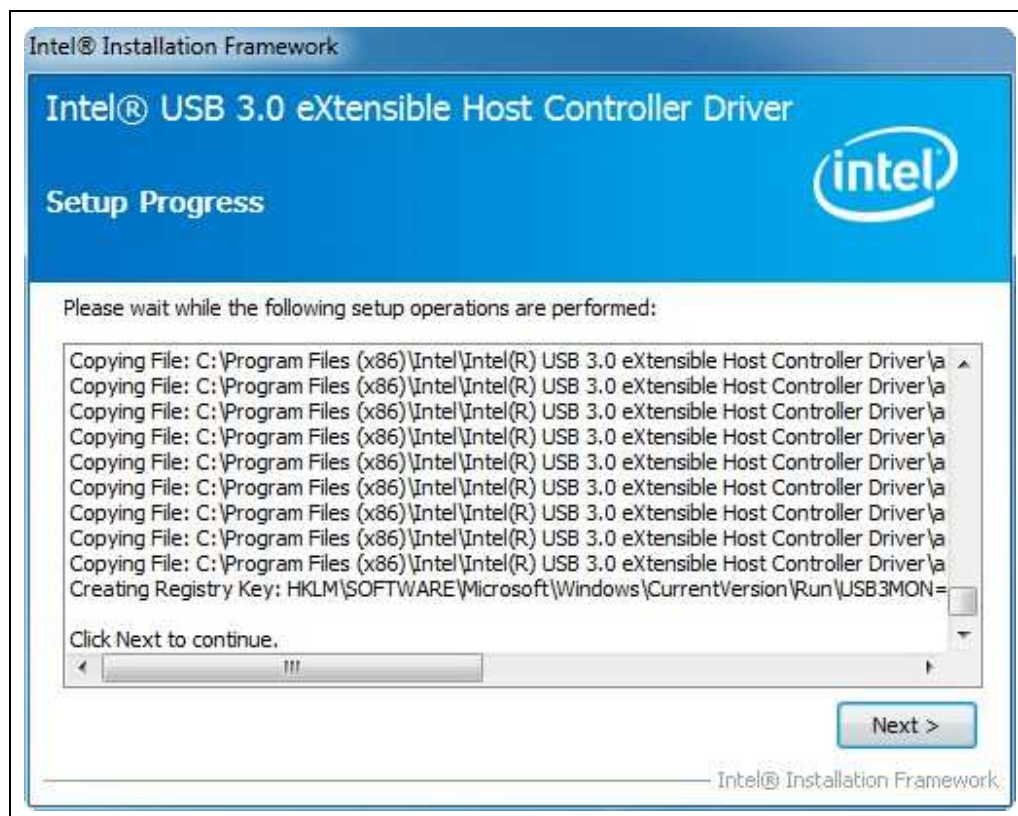 Intel® Installation Framework
Intel® USB 3.0 eXtensible Host Controller Driver
intel
Setup Progress
Please wait while the following setup operations are performed:
Copying File: C:\Program Files (x86)\Intel\Intel(R) USB 3.0 eXtensible Host Controller Driver\a
Copying File: C:\Program Files (x86)\Intel\Intel(R) USB 3.0 eXtensible Host Controller Driver\a
Copying File: C:\Program Files (x86)\Intel\Intel(R) USB 3.0 eXtensible Host Controller Driver\a
Copying File: C:\Program Files (x86)\Intel\Intel(R) USB 3.0 eXtensible Host Controller Driver\a
Copying File: C:\Program Files (x86)\Intel\Intel(R) USB 3.0 eXtensible Host Controller Driver\a
Copying File: C:\Program Files (x86)\Intel\Intel(R) USB 3.0 eXtensible Host Controller Driver\a
Copying File: C:\Program Files (x86)\Intel\Intel(R) USB 3.0 eXtensible Host Controller Driver\a
Copying File: C:\Program Files (x86)\Intel\Intel(R) USB 3.0 eXtensible Host Controller Driver\a
Copying File: C:\Program Files (x86)\Intel\Intel(R) USB 3.0 eXtensible Host Controller Driver\a
Creating Registry Key: HKLM\SOFTWARE\Microsoft\Windows\CurrentVersion\Run\USB3MON=
Click Next to continue.
Next >
Intel® Installation Framework